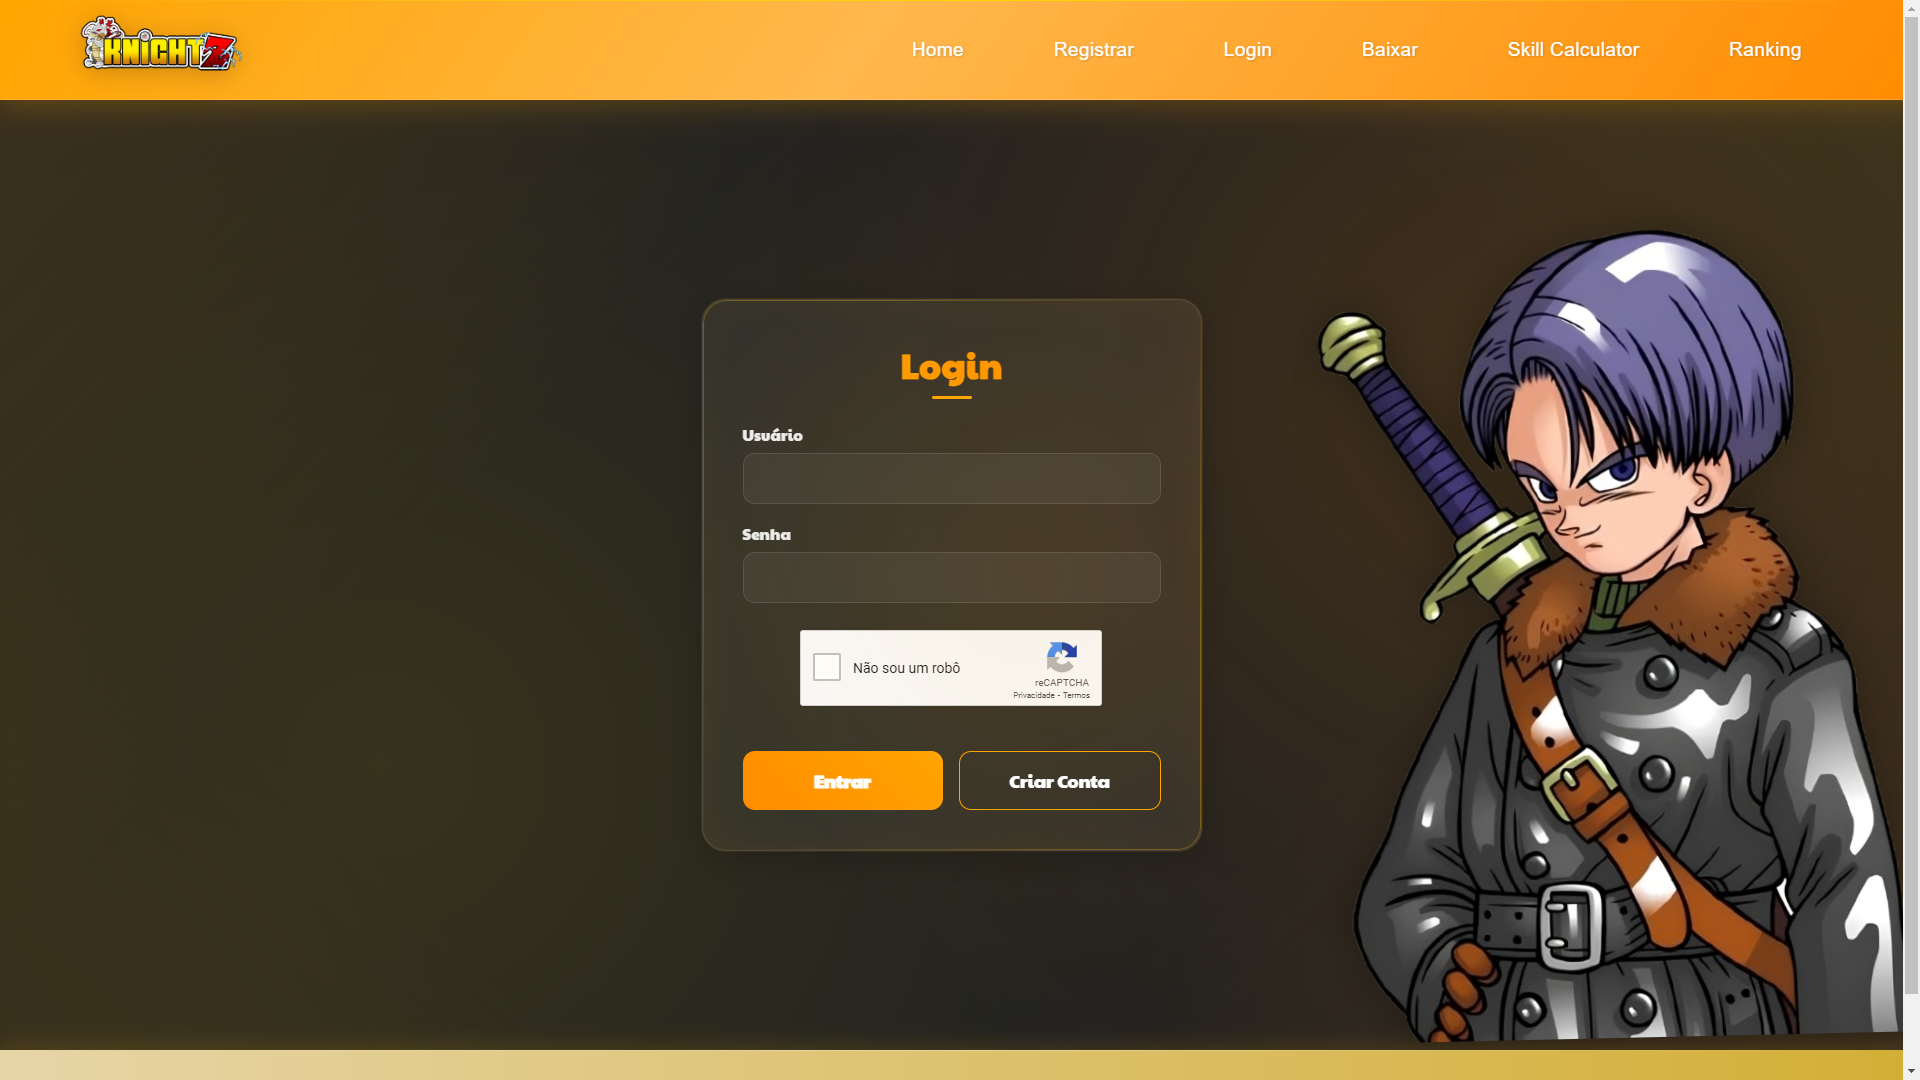 KNIGHT Z
Home
Registrar
Login
Baixar
Skill Calculator
Ranking
Login
Usuário
Senha
Não sou um robô
reCAPTCHA
Privacidade - Termos
Entrar
Criar Conta